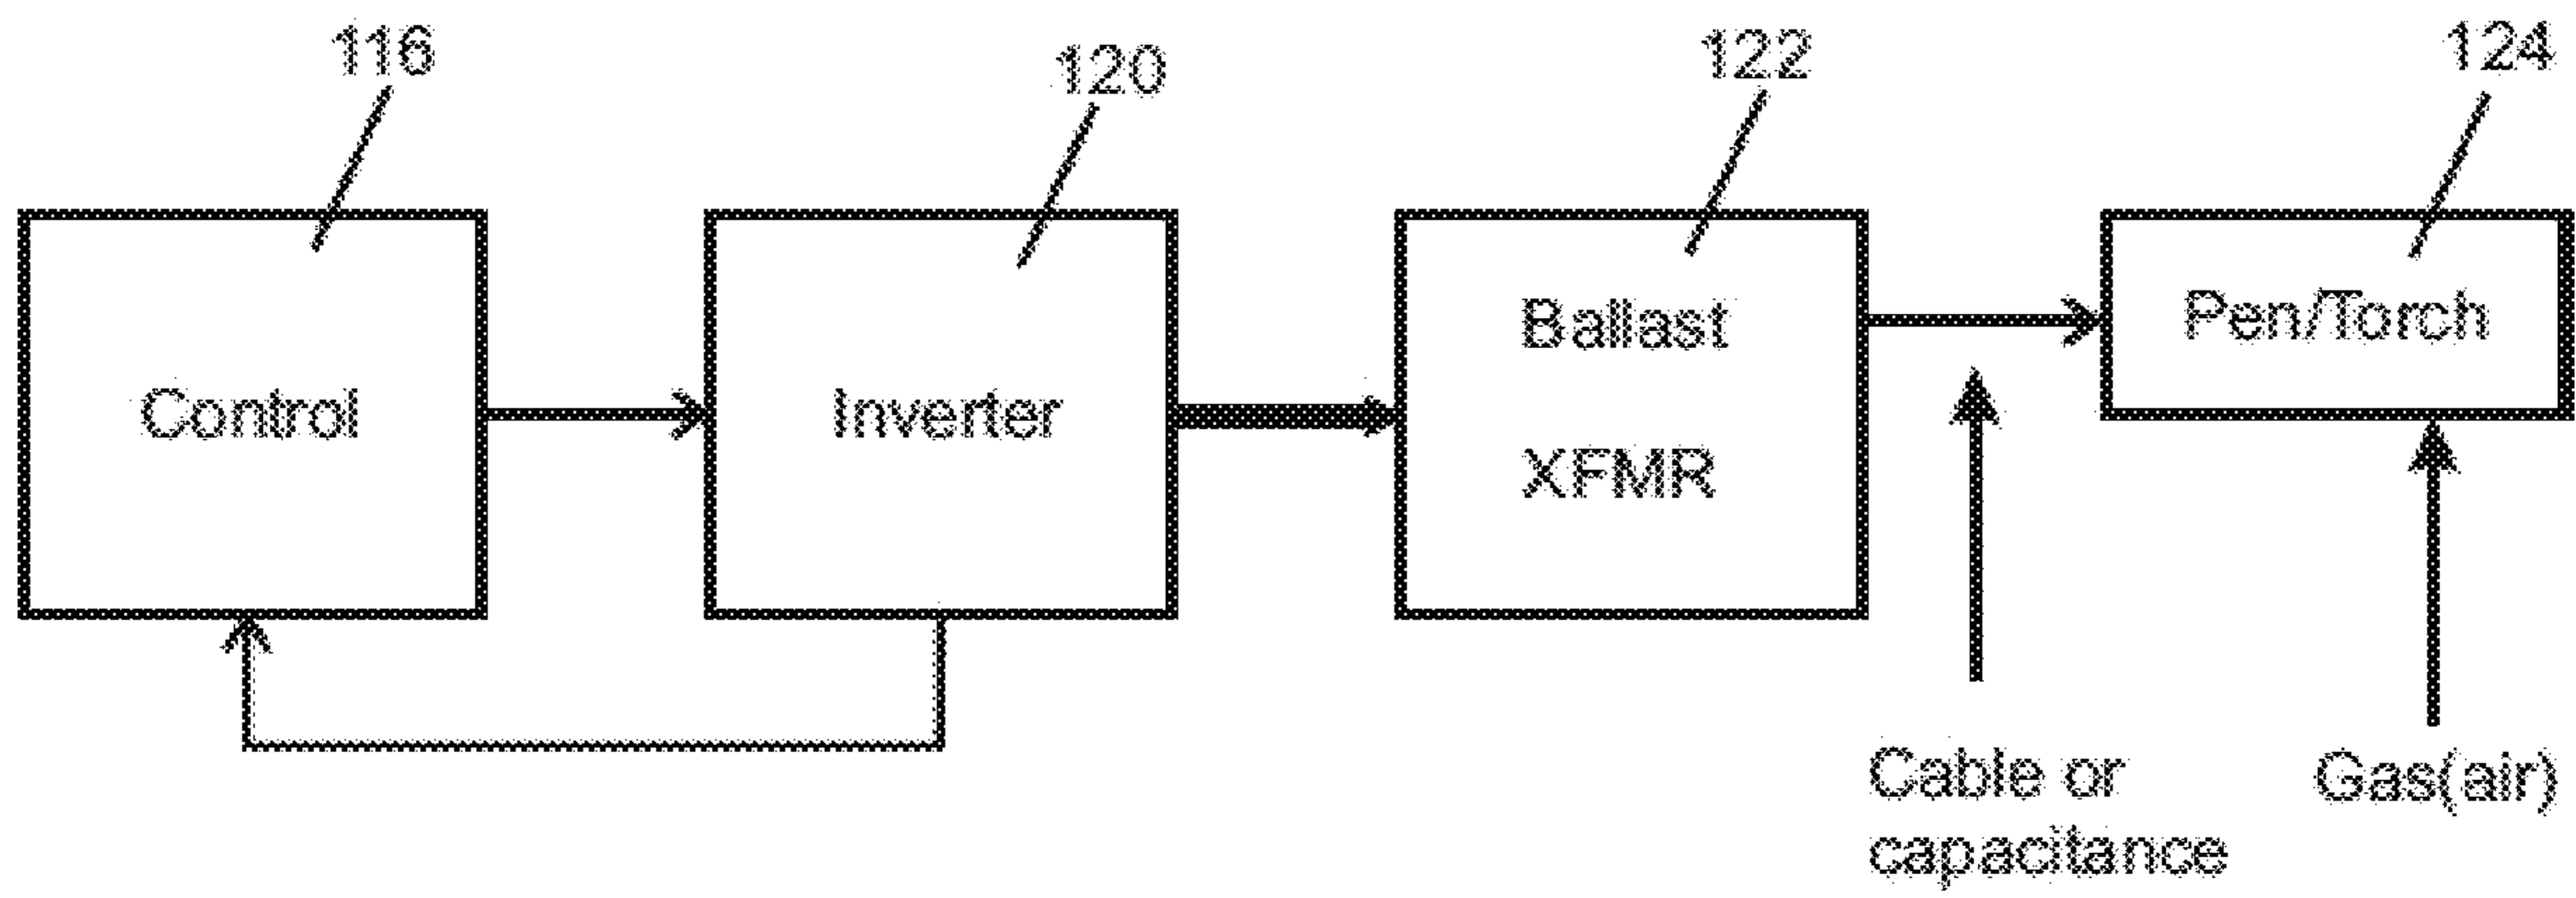 116
120
122
124
Control
Inverter
Ballast
XFMR
Pen/Torch
Cable or
capacitance
Gas(air)